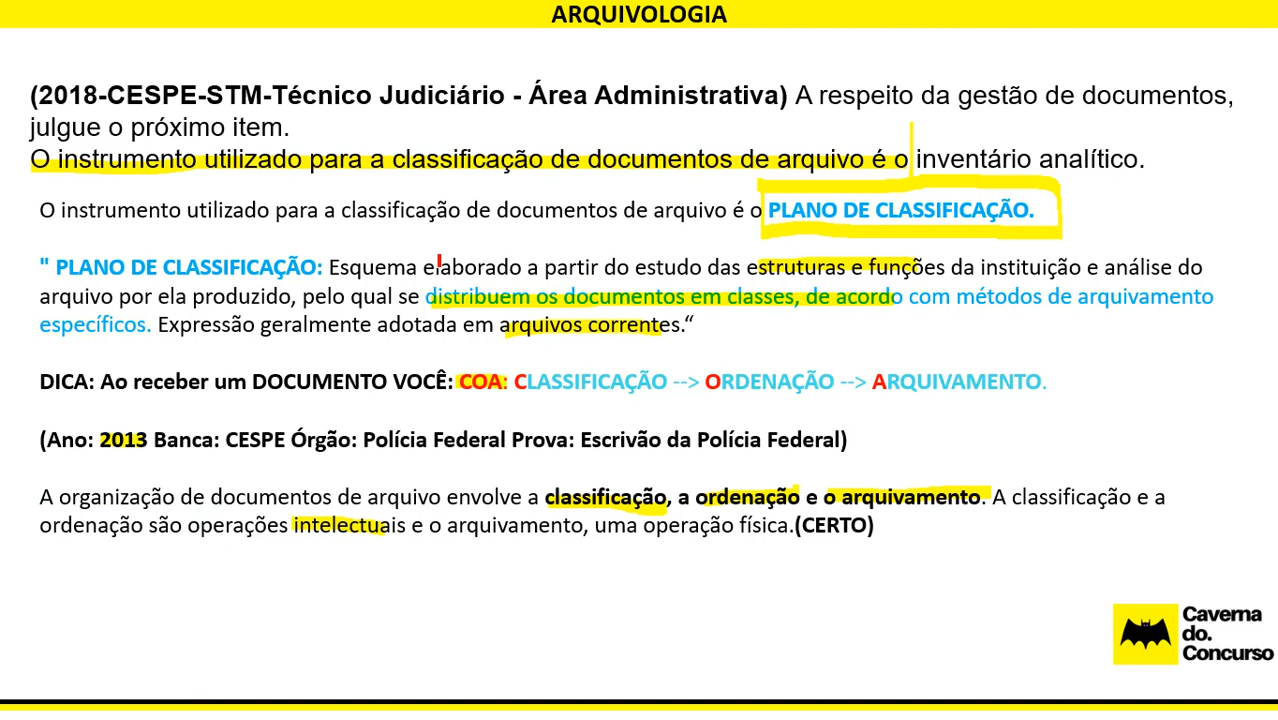 ARQUIVOLOGIA
(2018-CESPE-STM-Técnico Judiciário - Área Administrativa) A respeito da gestão de documentos,
julgue o próximo item.
O instrumento utilizado para a classificação de documentos de arquivo é o inventário analítico.
O instrumento utilizado para a classificação de documentos de arquivo é o PLANO DE CLASSIFICAÇÃO.
" PLANO DE CLASSIFICAÇÃO: Esquema elaborado a partir do estudo das estruturas e funções da instituição e análise do
arquivo por ela produzido, pelo qual se distribuem os documentos em classes, de acordo com métodos de arquivamento
específicos. Expressão geralmente adotada em arquivos correntes.“
DICA: Ao receber um DOCUMENTO VOCÊ: COA: CLASSIFICAÇÃO --> ORDENAÇÃO --> ARQUIVAMENTO.
(Ano: 2013 Banca: CESPE Órgão: Polícia Federal Prova: Escrivão da Polícia Federal)
A organização de documentos de arquivo envolve a classificação, a ordenação e o arquivamento. A classificação e a
ordenação são operações intelectuais e o arquivamento, uma operação física.(CERTO)
Caverna
do.
Concurso